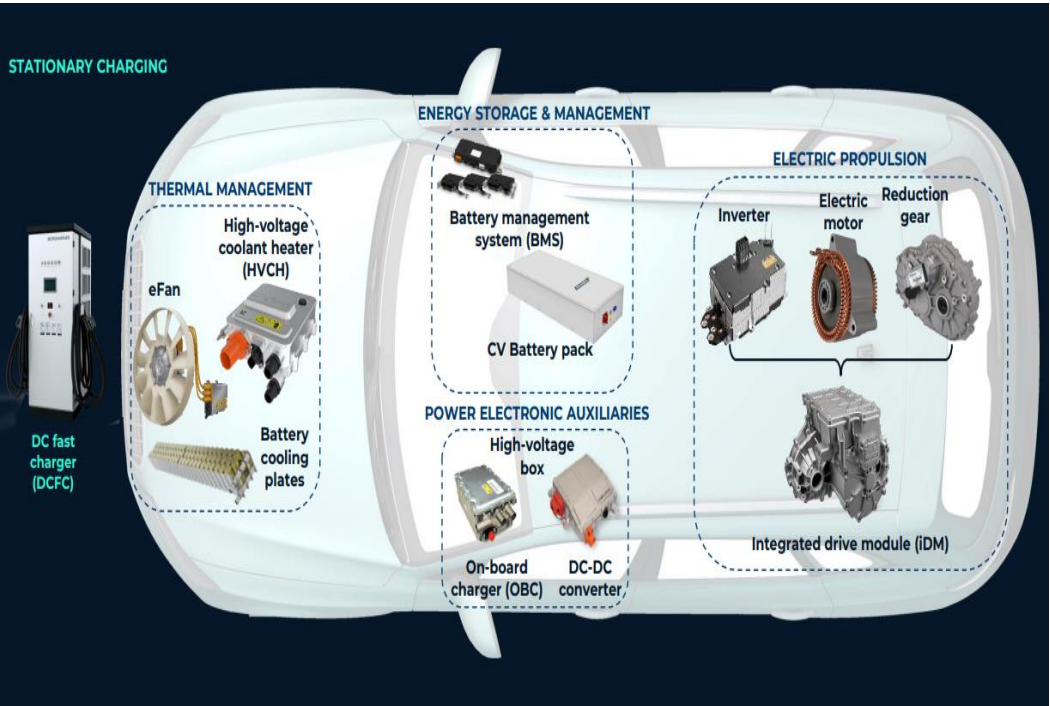 STATIONARY CHARGING
DC fast
charger
(DCFC)
THERMAL MANAGEMENT
High-voltage
coolant heater
(HVCH)
eFan
Battery
cooling
plates
ENERGY STORAGE & MANAGEMENT
Battery management
system (BMS)
CV Battery pack
POWER ELECTRONIC AUXILIARIES
High-voltage
box
On-board
charger (OBC)
DC-DC
converter
ELECTRIC PROPULSION
Inverter
Electric
motor
Reduction
gear
Integrated drive module (iDM)